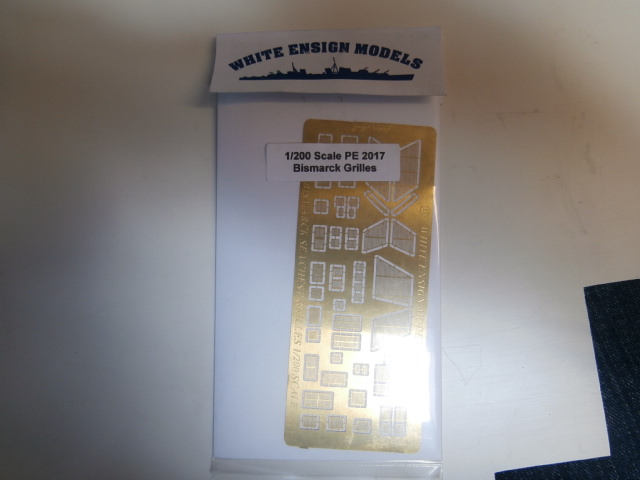 WHITE ENSIGN MODELS
1/200 Scale PE 2017
Bismarck Grilles